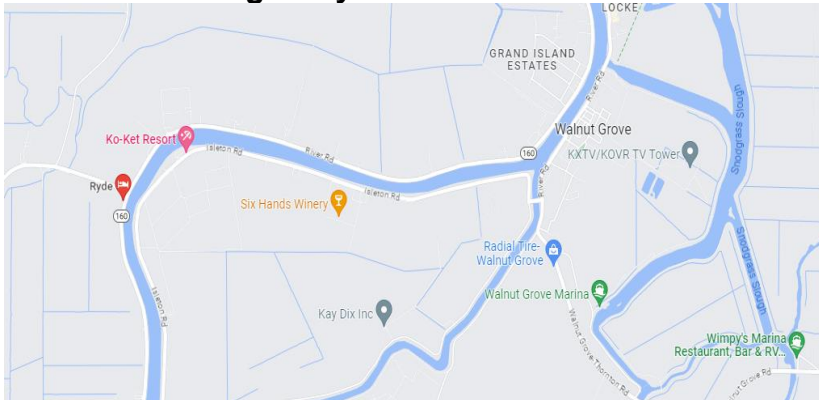 LOCKE
GRAND ISLAND
ESTATES
River Rd
Snodgrass Slough
Walnut Grove
160
KXTV/KOVR TV Tower
Ko-Ket Resort
River Rd
Isleton Rd
Ryde
160
Isleton Rd
River Rd
Six Hands Winery
Radial Tire-
Walnut Grove
Snodgrass Slough
Walnut Grove Marina
Isleton Rd
Kay Dix Inc
Walnut Grove-Thornton Rd
Wimpy's Marina
Restaurant, Bar & RV...